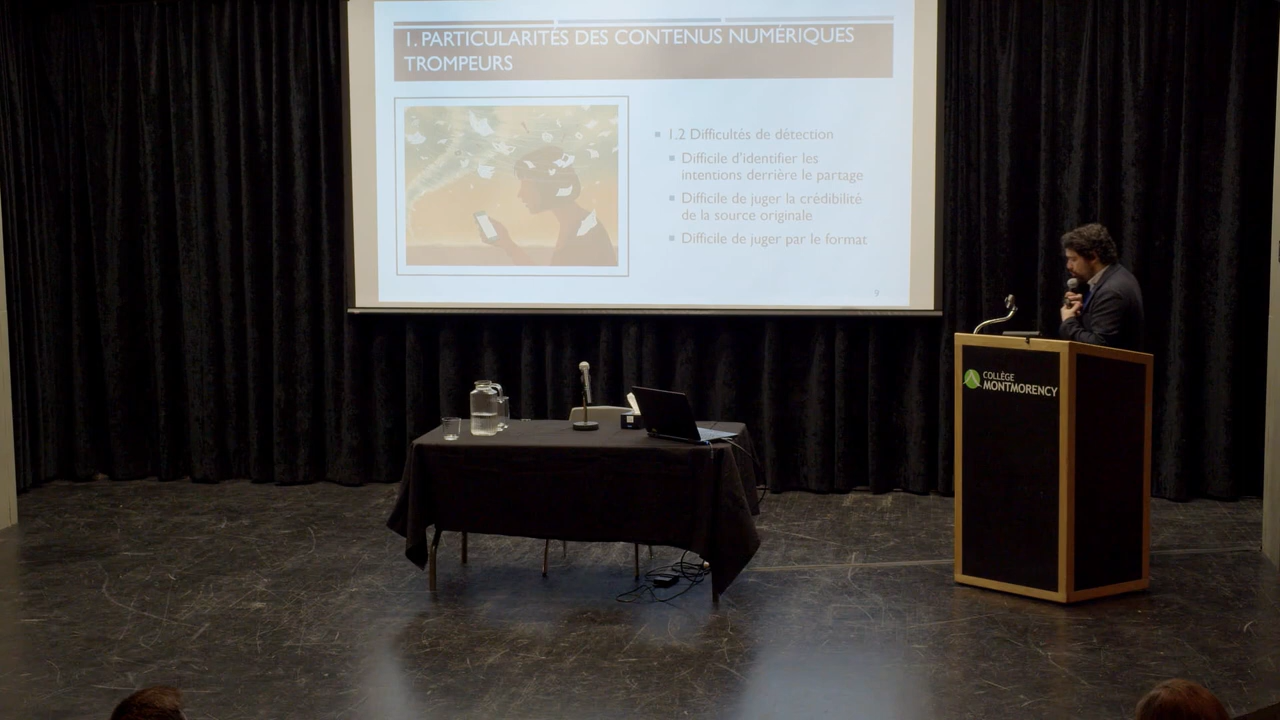 1. PARTICULARITÉS DES CONTENUS NUMÉRIQUES
TROMPEURS
1.2 Difficultés de détection
Difficile d'identifier les
intentions derrière le partage
Difficile de juger la crédibilité
de la source originale
Difficile de juger par le format
9
COLLÈGE
MONTMORENCY